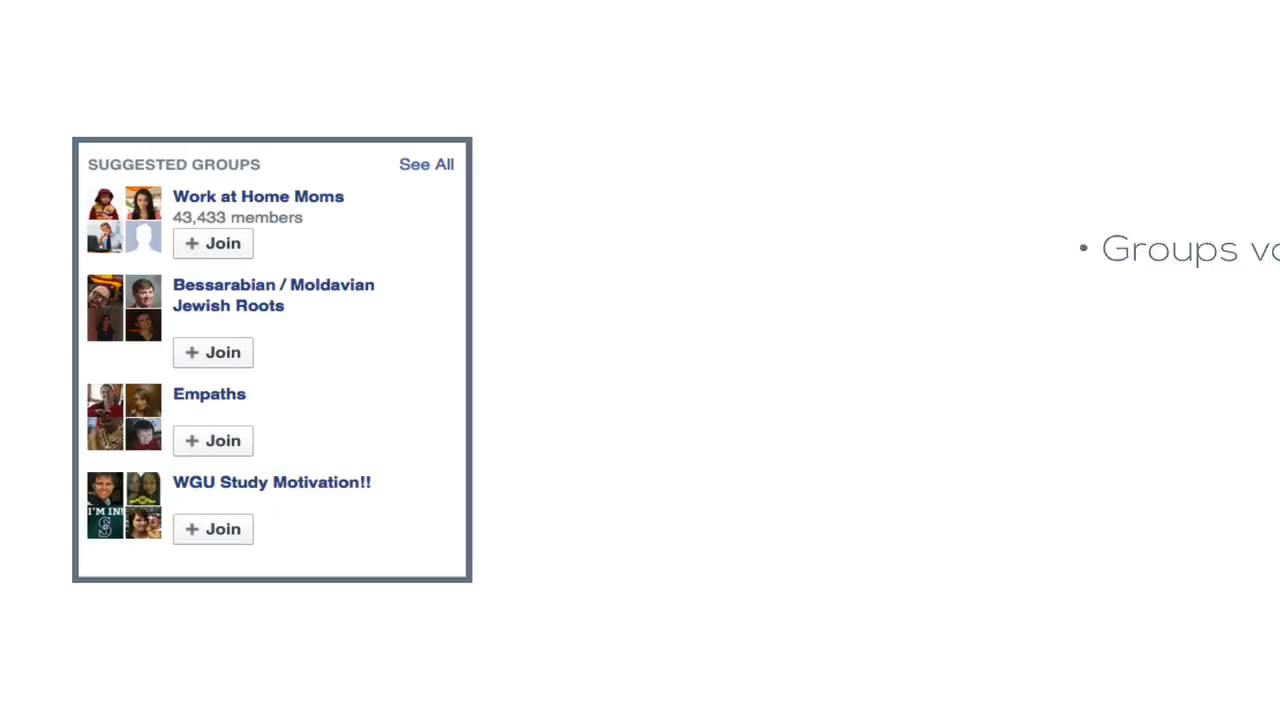 SUGGESTED GROUPS See All
Work at Home Moms
43,433 members
+ Join
Bessarabian / Moldavian
Jewish Roots
+ Join
Empaths
+ Join
WGU Study Motivation!!
I'M IN!
+ Join
• Groups